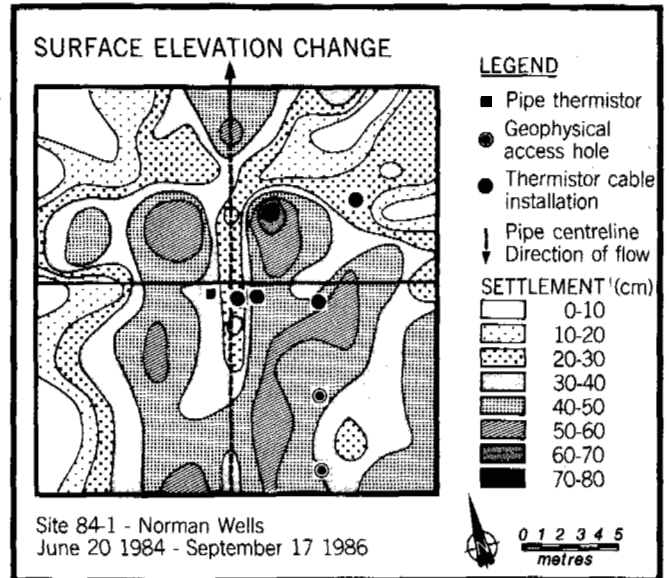 SURFACE ELEVATION CHANGE
LEGEND
Pipe thermistor
Geophysical
access hole
Thermistor cable
installation
Pipe centreline
Direction of flow
SETTLEMENT (cm)
0-10
10-20
20-30
30-40
40-50
50-60
60-70
70-80
Site 84-1 - Norman Wells
June 20 1984 - September 17 1986
N
0 1 2 3 4 5
metres